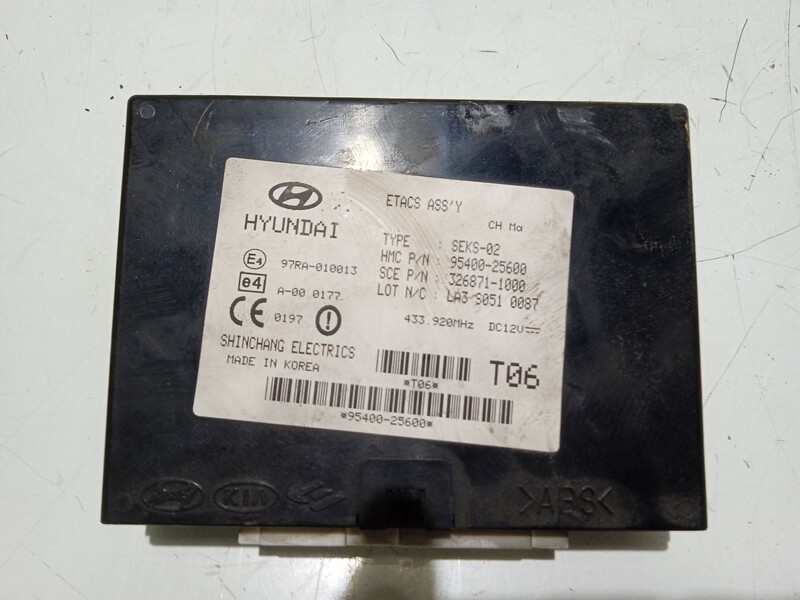 HYUNDAI
ETACS ASS'Y
CH Ma
TYPE : SEKS-02
HMC P/N : 95400-25600
SCE P/N : 326871-1000
LOT N/C : LA3 S051 0087
E4 97RA-010013
e4 A-00 0177
CE 0197
433.920MHz DC12V
SHINCHANG ELECTRICS
MADE IN KOREA
*T06*
T06
*95400-25600*
KIA
>ABS<